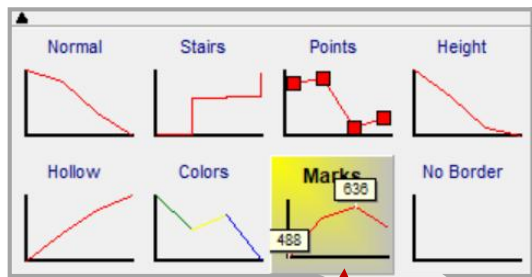 Normal Stairs Points Height
Hollow Colors Marks No Border
636
488